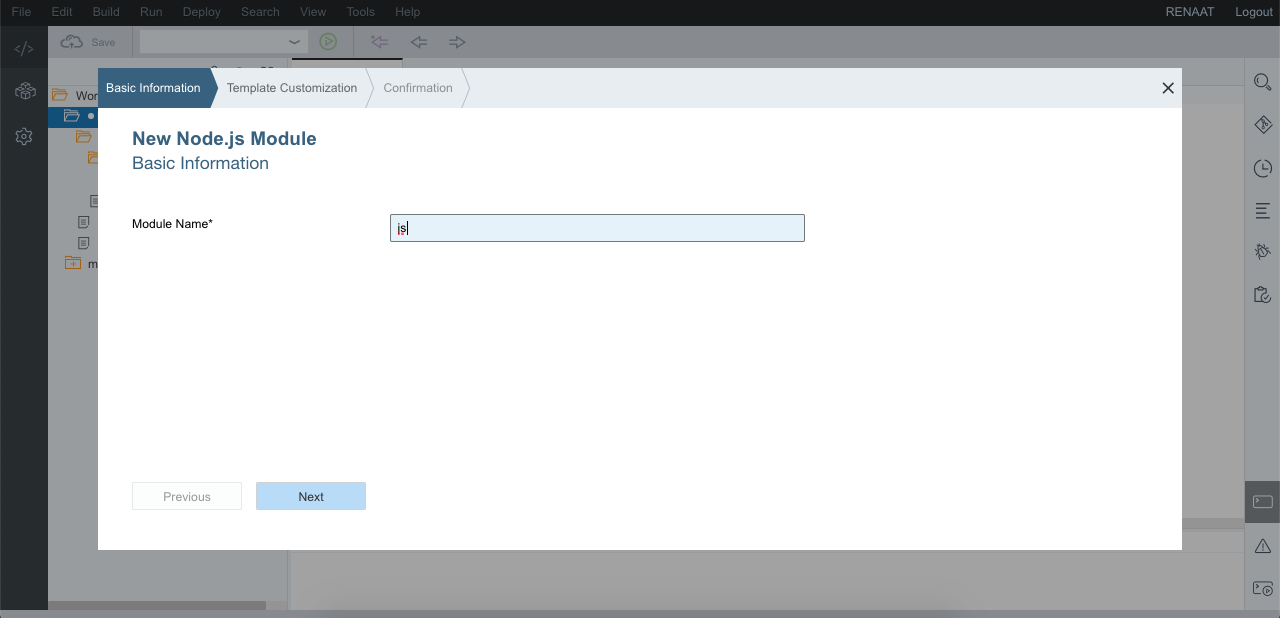 File Edit Build Run Deploy Search View Tools Help RENAAT Logout
Save
Basic Information Template Customization Confirmation
Wor
New Node.js Module
Basic Information
Module Name* js
m
Previous Next